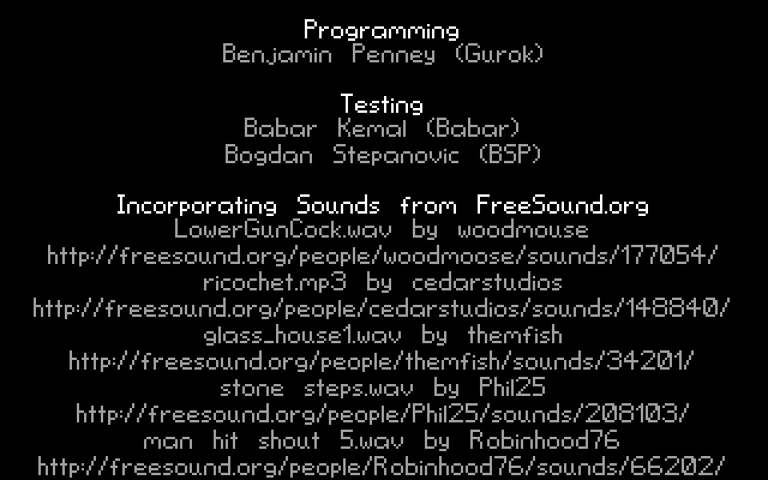 Programming
Benjamin Penney (Gurok)
Testing
Babar Kemal (Babar)
Bogdan Stepanovic (BSP)
Incorporating Sounds from FreeSound.org
LowerGunCock.wav by woodmouse
http://freesound.org/people/woodmoose/sounds/177054/
ricochet.mp3 by cedarstudios
http://freesound.org/people/cedarstudios/sounds/148840/
glass_house1.wav by themfish
http://freesound.org/people/themfish/sounds/34201/
stone steps.wav by Phil25
http://freesound.org/people/Phil25/sounds/208103/
man hit shout 5.wav by Robinhood76
http://freesound.org/people/Robinhood76/sounds/66202/